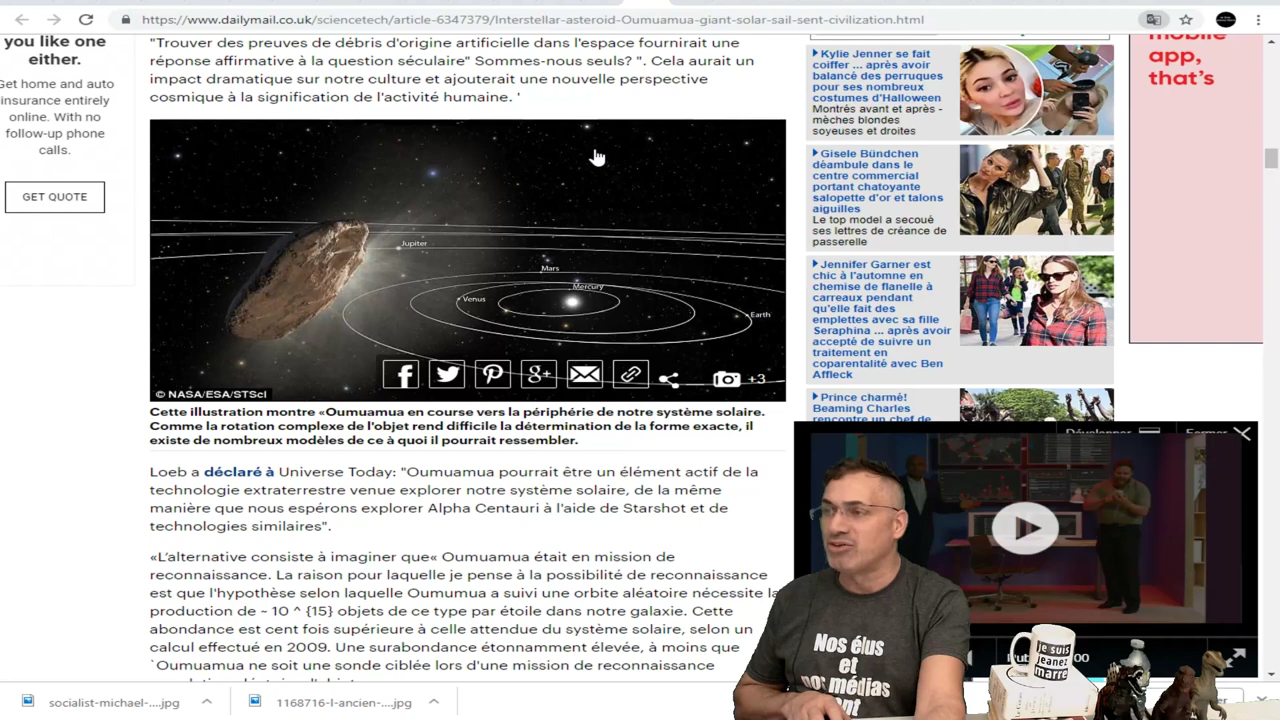 https://www.dailymail.co.uk/sciencetech/article-6347379/Interstellar-asteroid-Oumuamua-giant-solar-sail-sent-civilization.html
you like one
either.
Get home and auto
insurance entirely
online. With no
follow-up phone
calls.
GET QUOTE
"Trouver des preuves de débris d'origine artificielle dans l'espace fournirait une
réponse affirmative à la question séculaire" Sommes-nous seuls? ". Cela aurait un
impact dramatique sur notre culture et ajouterait une nouvelle perspective
cosmique à la signification de l'activité humaine. '
Jupiter
Mars
Mercury
Venus
Earth
+3
© NASA/ESA/STScI
Cette illustration montre «Oumuamua en course vers la périphérie de notre système solaire.
Comme la rotation complexe de l'objet rend difficile la détermination de la forme exacte, il
existe de nombreux modèles de ce à quoi il pourrait ressembler.
Loeb a déclaré à Universe Today: "Oumuamua pourrait être un élément actif de la
technologie extraterrestre venue explorer notre système solaire, de la même
manière que nous espérons explorer Alpha Centauri à l'aide de Starshot et de
technologies similaires".
«L'alternative consiste à imaginer que« Oumuamua était en mission de
reconnaissance. La raison pour laquelle je pense à la possibilité de reconnaissance
est que l'hypothèse selon laquelle Oumumua a suivi une orbite aléatoire nécessite la
production de ~ 10 ^ {15} objets de ce type par étoile dans notre galaxie. Cette
abondance est cent fois supérieure à celle attendue du système solaire, selon un
calcul effectué en 2009. Une surabondance étonnamment élevée, à moins que
`Oumuamua ne soit une sonde ciblée lors d'une mission de reconnaissance
Kylie Jenner se fait
coiffer ... après avoir
balancé des perruques
pour ses nombreux
costumes d'Halloween
Montrés avant et après -
mèches blondes
soyeuses et droites
Gisele Bündchen
déambule dans le
centre commercial
portant chatoyante
salopette d'or et talons
aiguilles
Le top model a secoué
ses lettres de créance de
passerelle
Jennifer Garner est
chic à l'automne en
chemise de flanelle à
carreaux pendant
qu'elle fait des
emplettes avec sa fille
Seraphina ... après avoir
accepté de suivre un
traitement en
coparentalité avec Ben
Affleck
Prince charmé!
Beaming Charles
rencontre un chef de
mobile
app,
that's
Développer
Fermer
Nos élus
et
nos médias
je suis
jeanez
marre
socialist-michael-....jpg
1168716-l-ancien-....jpg